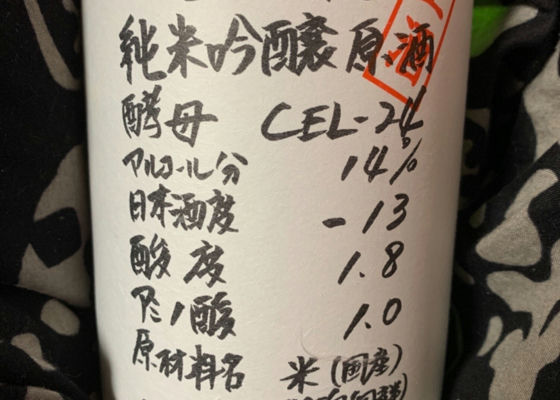 純米吟醸原酒
酵母 CEL-24
アルコール分 14%
日本酒度 -13
酸度 1.8
アミノ酸 1.0
原材料名 米(国産)